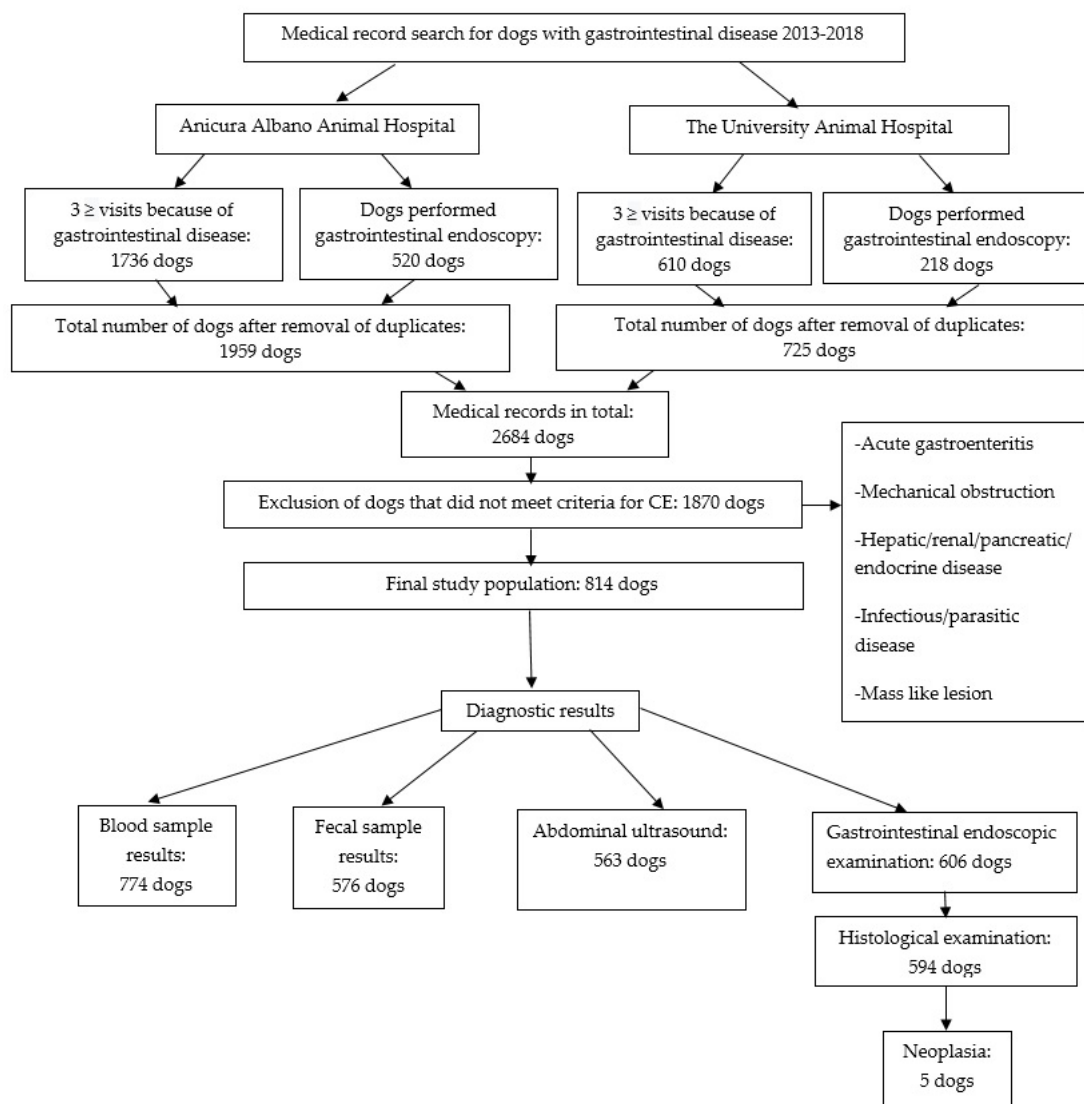 Medical record search for dogs with gastrointestinal disease 2013-2018
Anicura Albano Animal Hospital
The University Animal Hospital
3 ≥ visits because of
gastrointestinal disease:
1736 dogs
Dogs performed
gastrointestinal endoscopy:
520 dogs
3 ≥ visits because of
gastrointestinal disease:
610 dogs
Dogs performed
gastrointestinal endoscopy:
218 dogs
Total number of dogs after removal of duplicates:
1959 dogs
Total number of dogs after removal of duplicates:
725 dogs
Medical records in total:
2684 dogs
Exclusion of dogs that did not meet criteria for CE: 1870 dogs
-Acute gastroenteritis
-Mechanical obstruction
-Hepatic/renal/pancreatic/
endocrine disease
-Infectious/parasitic
disease
-Mass like lesion
Final study population: 814 dogs
Diagnostic results
Blood sample
results:
774 dogs
Fecal sample
results:
576 dogs
Abdominal ultrasound:
563 dogs
Gastrointestinal endoscopic
examination: 606 dogs
Histological examination:
594 dogs
Neoplasia:
5 dogs